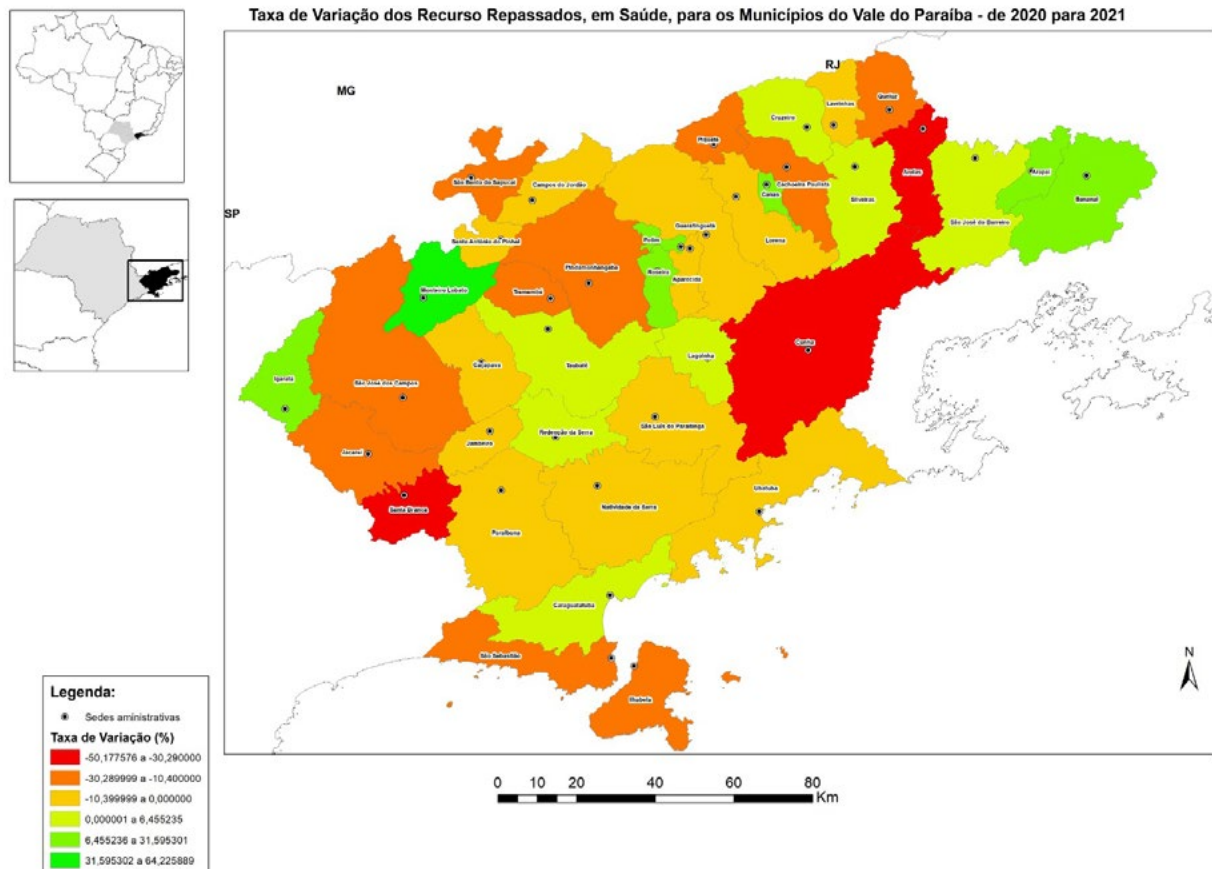 Taxa de Variação dos Recurso Repassados, em Saúde, para os Municípios do Vale do Paraíba - de 2020 para 2021
MG
RJ
SP
Lavrinhas
Queluz
Cruzeiro
Piquete
Areias
Arapeí
Bananal
São Bento do Sapucaí
Campos do Jordão
Cachoeira Paulista
Canas
Silveiras
São José do Barreiro
Guaratinguetá
Santo Antônio do Pinhal
Potim
Lorena
Pindamonhangaba
Roseira
Aparecida
Monteiro Lobato
Tremembé
Cunha
Lagoinha
Taubaté
Caçapava
Igaratá
São José dos Campos
São Luís do Paraitinga
Redenção da Serra
Jambeiro
Jacareí
Ubatuba
Santa Branca
Natividade da Serra
Paraibuna
Caraguatatuba
São Sebastião
Ilhabela
N
Legenda:
Sedes aministrativas
Taxa de Variação (%)
-50,177576 a -30,290000
-30,289999 a -10,400000
-10,399999 a 0,000000
0,000001 a 6,455235
6,455236 a 31,595301
31,595302 a 64,225889
0 10 20 40 60 80
Km